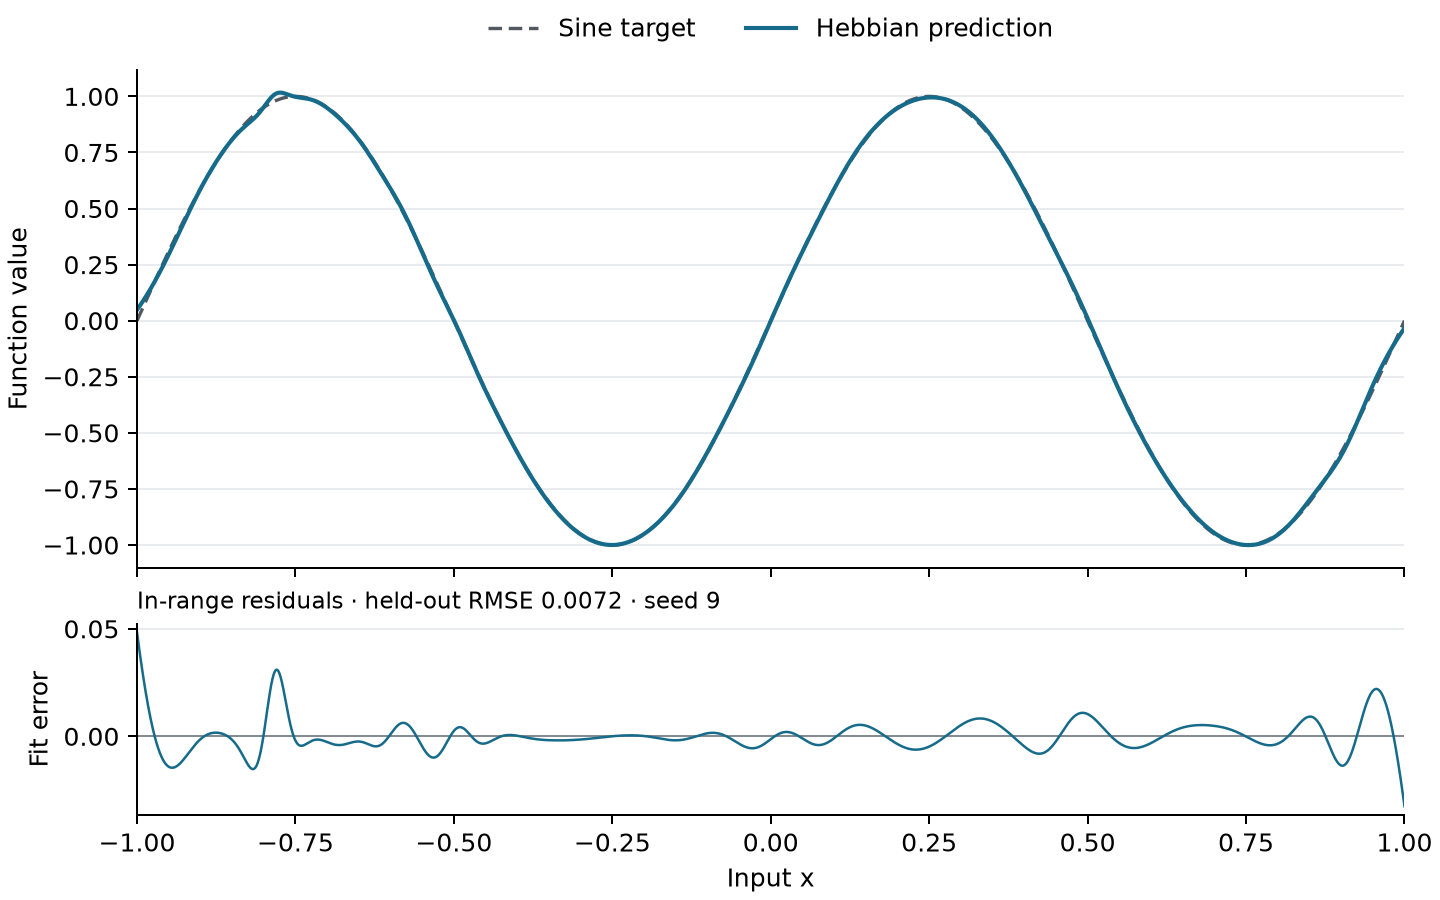 Sine target
Hebbian prediction
Function value
1.00
0.75
0.50
0.25
0.00
−0.25
−0.50
−0.75
−1.00
In-range residuals · held-out RMSE 0.0072 · seed 9
Fit error
0.05
0.00
−1.00 −0.75 −0.50 −0.25 0.00 0.25 0.50 0.75 1.00
Input x